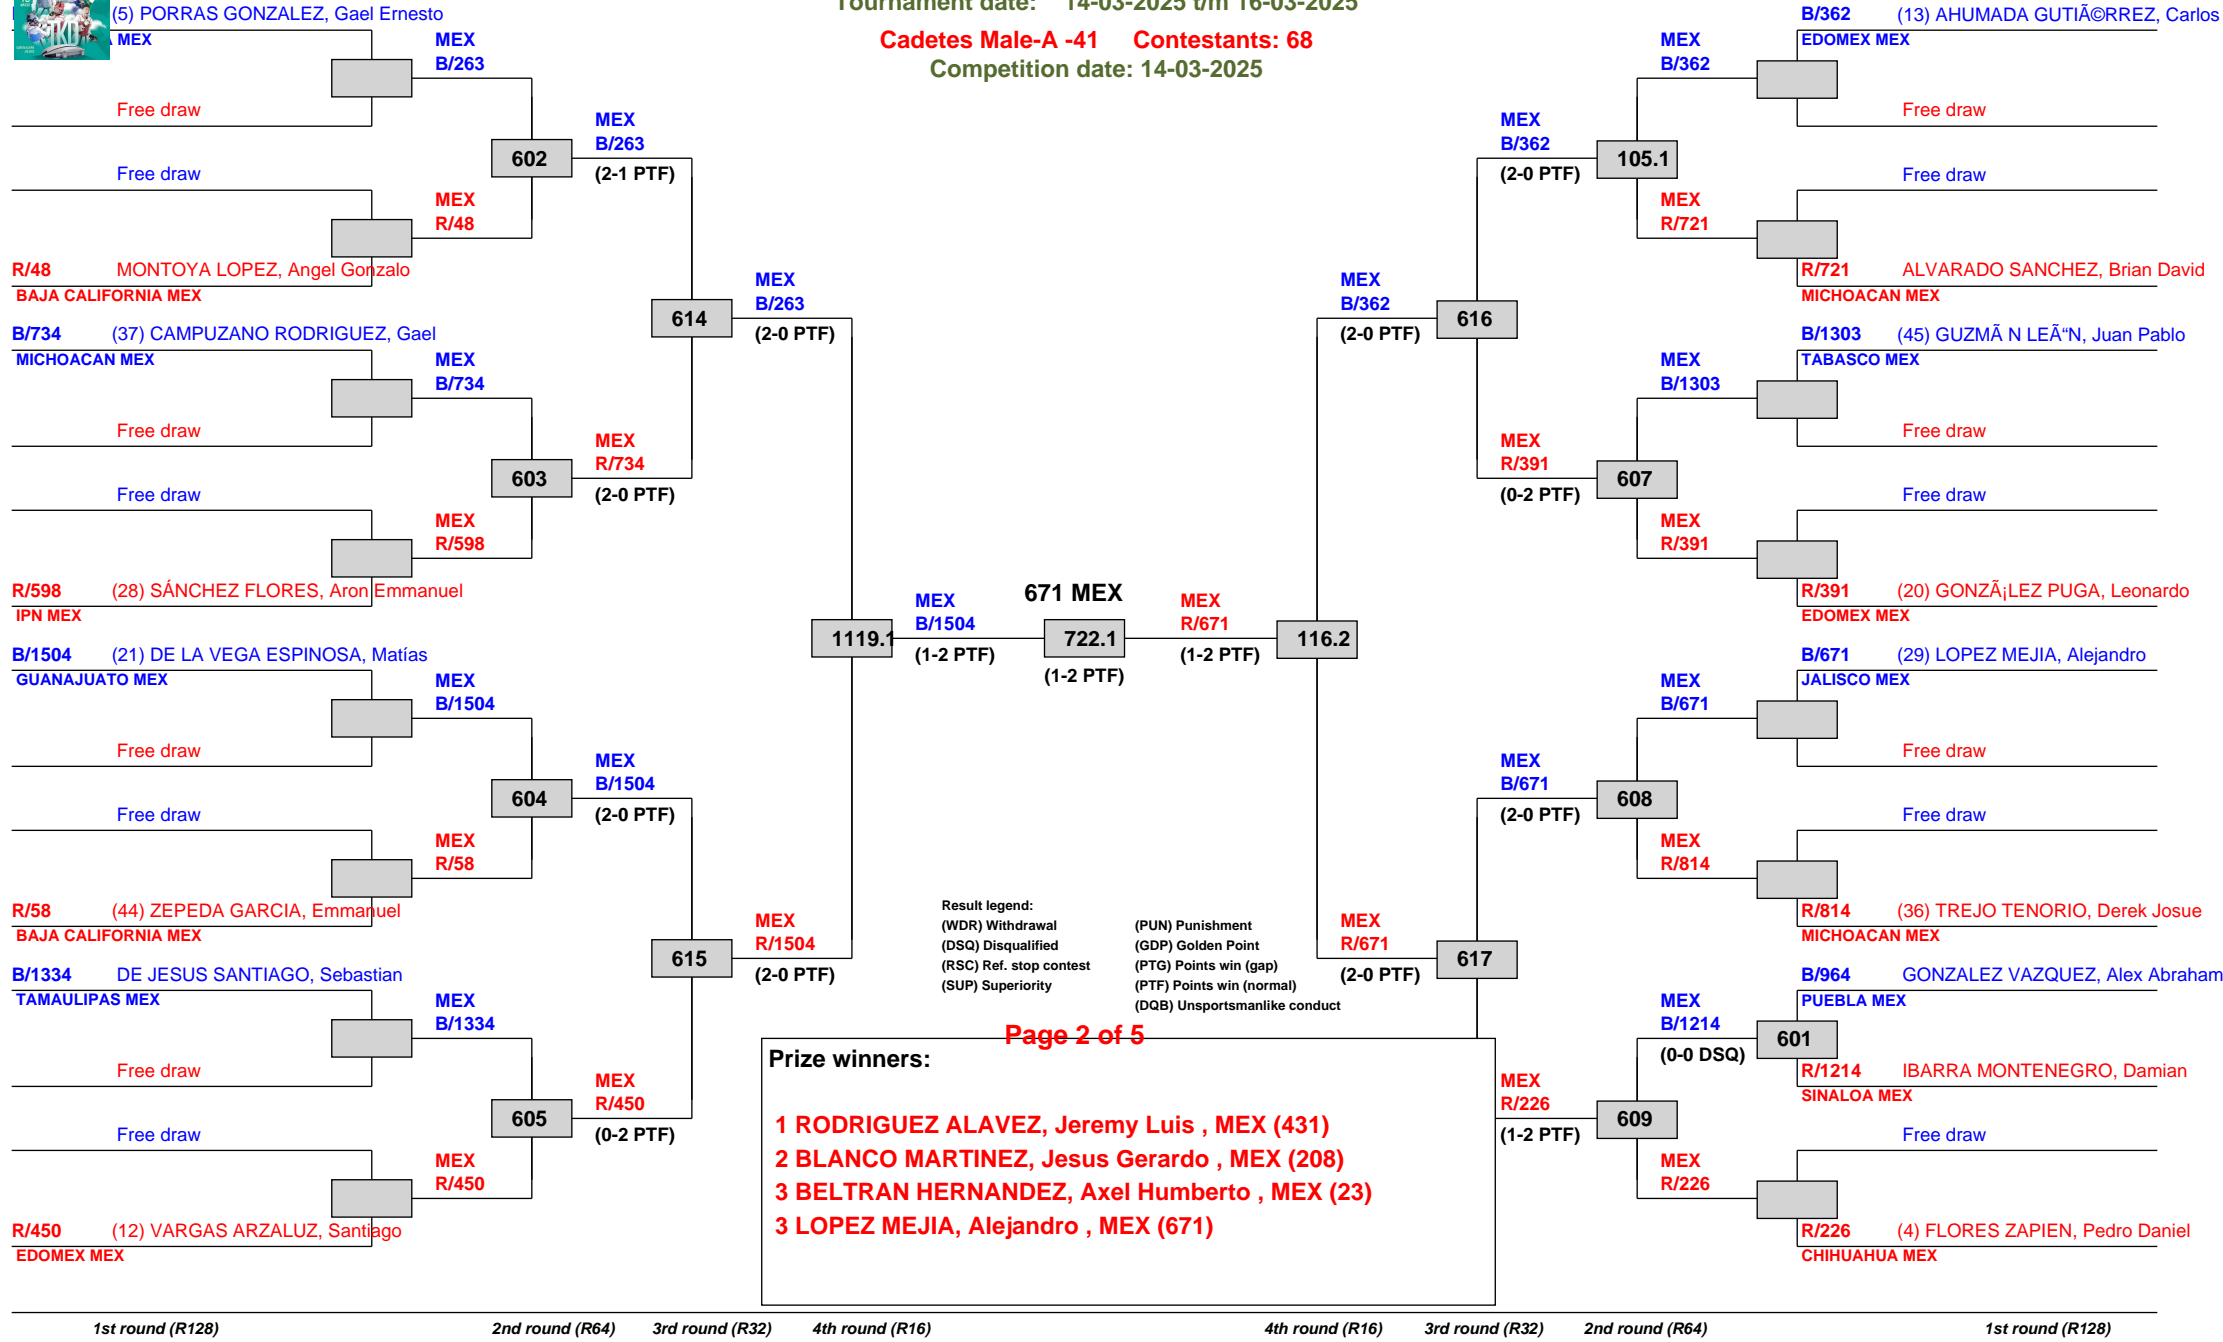 Tournament date: 14-03-2025 t/m 16-03-2025
Cadetes Male-A -41 Contestants: 68
Competition date: 14-03-2025
(5) PORRAS GONZALEZ, Gael Ernesto
MEX
Free draw
Free draw
R/48 MONTOYA LOPEZ, Angel Gonzalo
BAJA CALIFORNIA MEX
B/734 (37) CAMPUZANO RODRIGUEZ, Gael
MICHOACAN MEX
Free draw
Free draw
R/598 (28) SÁNCHEZ FLORES, Aron Emmanuel
IPN MEX
B/1504 (21) DE LA VEGA ESPINOSA, Matías
GUANAJUATO MEX
Free draw
Free draw
R/58 (44) ZEPEDA GARCIA, Emmanuel
BAJA CALIFORNIA MEX
B/1334 DE JESUS SANTIAGO, Sebastian
TAMAULIPAS MEX
Free draw
Free draw
R/450 (12) VARGAS ARZALUZ, Santiago
EDOMEX MEX
MEX
B/263
MEX
R/48
MEX
B/734
MEX
R/598
MEX
B/1504
MEX
R/58
MEX
B/1334
MEX
R/450
602
603
604
605
MEX
B/263
(2-1 PTF)
MEX
R/734
(2-0 PTF)
MEX
B/1504
(2-0 PTF)
MEX
R/450
(0-2 PTF)
614
615
MEX
B/263
(2-0 PTF)
MEX
R/1504
(2-0 PTF)
1119.1
MEX
B/1504
(1-2 PTF)
671 MEX
722.1
(1-2 PTF)
MEX
R/671
(1-2 PTF)
116.2
MEX
B/362
(2-0 PTF)
MEX
R/671
(2-0 PTF)
616
617
MEX
B/362
(2-0 PTF)
MEX
R/391
(0-2 PTF)
MEX
B/671
(2-0 PTF)
MEX
R/226
(1-2 PTF)
105.1
607
608
609
MEX
B/362
MEX
R/721
MEX
B/1303
MEX
R/391
MEX
B/671
MEX
R/814
MEX
B/1214
(0-0 DSQ)
MEX
R/226
601
B/362 (13) AHUMADA GUTIÃ©RREZ, Carlos
EDOMEX MEX
Free draw
Free draw
R/721 ALVARADO SANCHEZ, Brian David
MICHOACAN MEX
B/1303 (45) GUZMÃ N LEÃ“N, Juan Pablo
TABASCO MEX
Free draw
Free draw
R/391 (20) GONZÃ¡LEZ PUGA, Leonardo
EDOMEX MEX
B/671 (29) LOPEZ MEJIA, Alejandro
JALISCO MEX
Free draw
Free draw
R/814 (36) TREJO TENORIO, Derek Josue
MICHOACAN MEX
B/964 GONZALEZ VAZQUEZ, Alex Abraham
PUEBLA MEX
R/1214 IBARRA MONTENEGRO, Damian
SINALOA MEX
Free draw
R/226 (4) FLORES ZAPIEN, Pedro Daniel
CHIHUAHUA MEX
Result legend:
(WDR) Withdrawal
(DSQ) Disqualified
(RSC) Ref. stop contest
(SUP) Superiority
(PUN) Punishment
(GDP) Golden Point
(PTG) Points win (gap)
(PTF) Points win (normal)
(DQB) Unsportsmanlike conduct
Page 2 of 5
Prize winners:
1 RODRIGUEZ ALAVEZ, Jeremy Luis , MEX (431)
2 BLANCO MARTINEZ, Jesus Gerardo , MEX (208)
3 BELTRAN HERNANDEZ, Axel Humberto , MEX (23)
3 LOPEZ MEJIA, Alejandro , MEX (671)
1st round (R128) 2nd round (R64) 3rd round (R32) 4th round (R16) 4th round (R16) 3rd round (R32) 2nd round (R64) 1st round (R128)